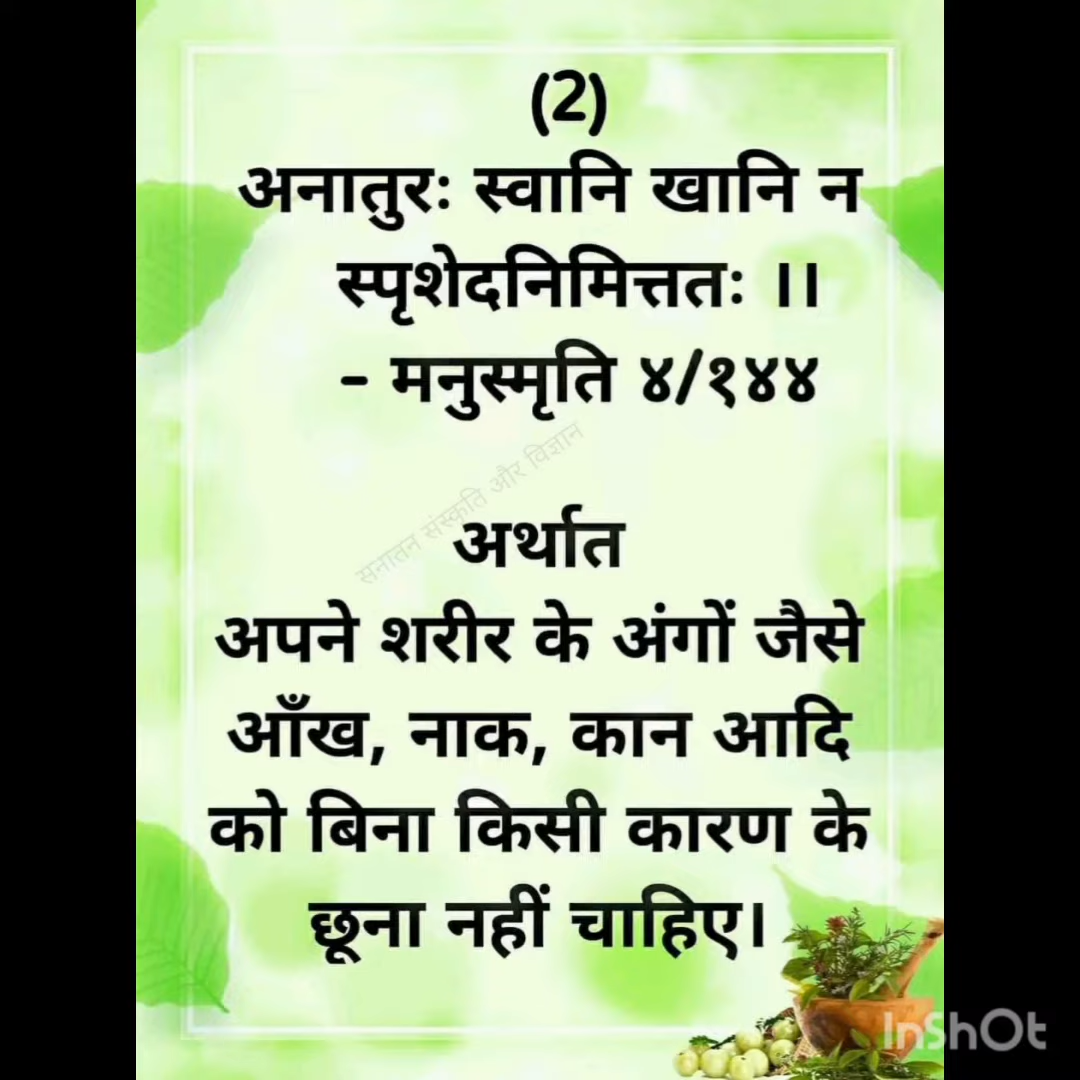 (2)
अनातुरः स्वानि खानि न
स्पृशेदनिमित्ततः ।।
- मनुस्मृति ४/१४४
सनातन संस्कृति और विज्ञान
अर्थात
अपने शरीर के अंगों जैसे
आँख, नाक, कान आदि
को बिना किसी कारण के
छूना नहीं चाहिए।
InShOt